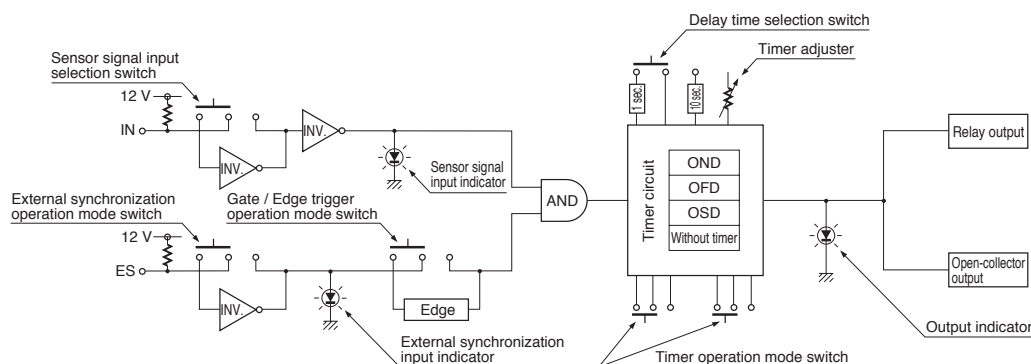 Delay time selection switch
Timer adjuster
Sensor signal input
selection switch
12 V
IN
INV.
INV.
1 sec.
10 sec.
Sensor signal
input indicator
External synchronization
operation mode switch
Gate / Edge trigger
operation mode switch
12 V
ES
INV.
Edge
External synchronization
input indicator
AND
Timer circuit
OND
OFD
OSD
Without timer
Timer operation mode switch
Relay output
Open-collector
output
Output indicator